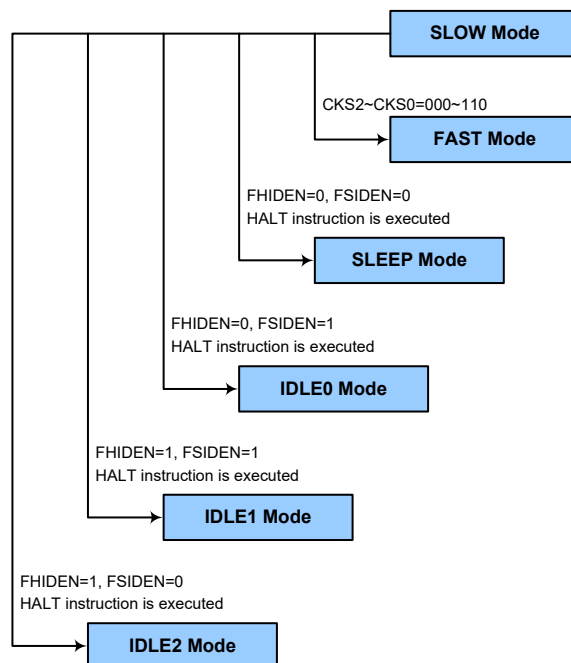 SLOW Mode
CKS2~CKS0=000~110
FAST Mode
FHIDEN=0, FSIDEN=0
HALT instruction is executed
SLEEP Mode
FHIDEN=0, FSIDEN=1
HALT instruction is executed
IDLE0 Mode
FHIDEN=1, FSIDEN=1
HALT instruction is executed
IDLE1 Mode
FHIDEN=1, FSIDEN=0
HALT instruction is executed
IDLE2 Mode